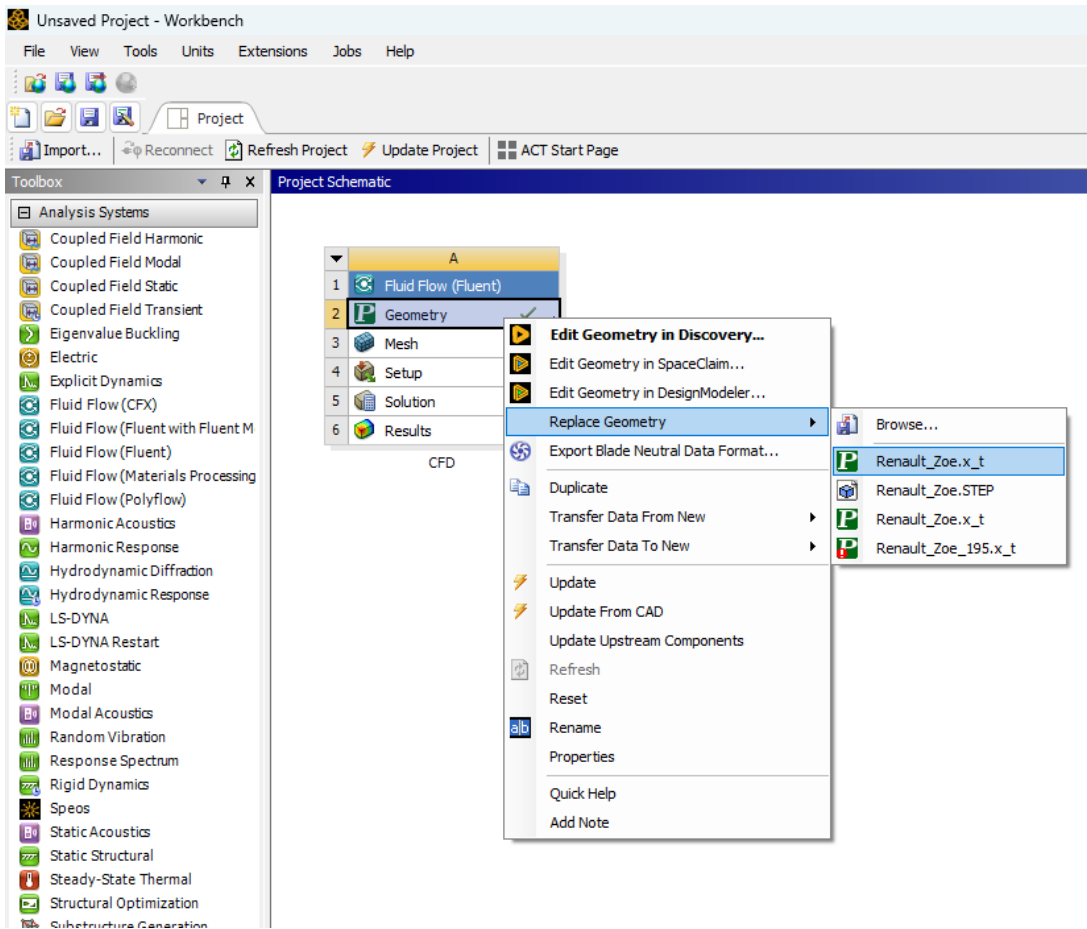 Unsaved Project - Workbench
File View Tools Units Extensions Jobs Help
Project
Import... Reconnect Refresh Project Update Project ACT Start Page
Toolbox
Project Schematic
Analysis Systems
Coupled Field Harmonic
Coupled Field Modal
Coupled Field Static
Coupled Field Transient
Eigenvalue Buckling
Electric
Explicit Dynamics
Fluid Flow (CFX)
Fluid Flow (Fluent with Fluent M
Fluid Flow (Fluent)
Fluid Flow (Materials Processing
Fluid Flow (Polyflow)
Harmonic Acoustics
Harmonic Response
Hydrodynamic Diffraction
Hydrodynamic Response
LS-DYNA
LS-DYNA Restart
Magnetostatic
Modal
Modal Acoustics
Random Vibration
Response Spectrum
Rigid Dynamics
Speos
Static Acoustics
Static Structural
Steady-State Thermal
Structural Optimization
Substructure Generation
A
1 Fluid Flow (Fluent)
2 Geometry
3 Mesh
4 Setup
5 Solution
6 Results
CFD
Edit Geometry in Discovery...
Edit Geometry in SpaceClaim...
Edit Geometry in DesignModeler...
Replace Geometry
Export Blade Neutral Data Format...
Duplicate
Transfer Data From New
Transfer Data To New
Update
Update From CAD
Update Upstream Components
Refresh
Reset
Rename
Properties
Quick Help
Add Note
Browse...
Renault_Zoe.x_t
Renault_Zoe.STEP
Renault_Zoe.x_t
Renault_Zoe_195.x_t